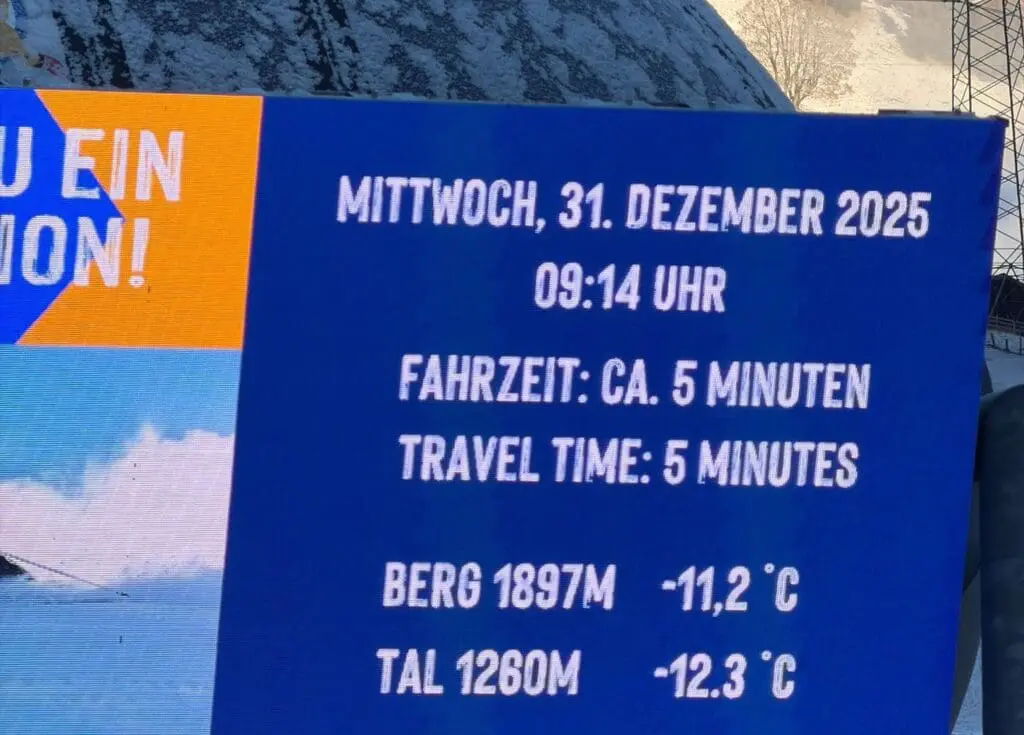 EIN
MITTWOCH, 31. DEZEMBER 2025
09:14 UHR
FAHRZEIT: CA. 5 MINUTEN
TRAVEL TIME: 5 MINUTES
BERG 1897M -11,2 °C
TAL 1260M -12.3 °C